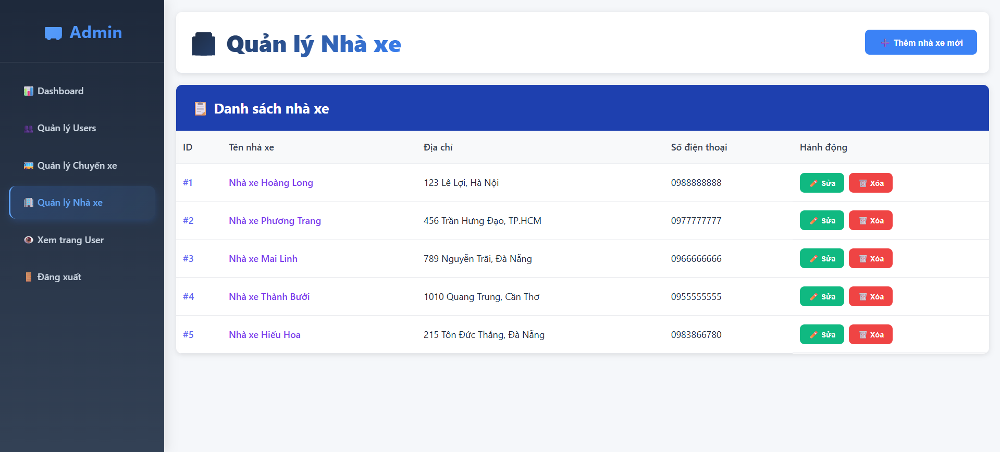 Admin
Dashboard
Quản lý Users
Quản lý Chuyến xe
Quản lý Nhà xe
Xem trang User
Đăng xuất
Quản lý Nhà xe
Thêm nhà xe mới
Danh sách nhà xe
ID Tên nhà xe Địa chỉ Số điện thoại Hành động
#1 Nhà xe Hoàng Long 123 Lê Lợi, Hà Nội 0988888888 Sửa Xóa
#2 Nhà xe Phương Trang 456 Trần Hưng Đạo, TP.HCM 0977777777 Sửa Xóa
#3 Nhà xe Mai Linh 789 Nguyễn Trãi, Đà Nẵng 0966666666 Sửa Xóa
#4 Nhà xe Thành Bưởi 1010 Quang Trung, Cần Thơ 0955555555 Sửa Xóa
#5 Nhà xe Hiếu Hoa 215 Tôn Đức Thắng, Đà Nẵng 0983866780 Sửa Xóa